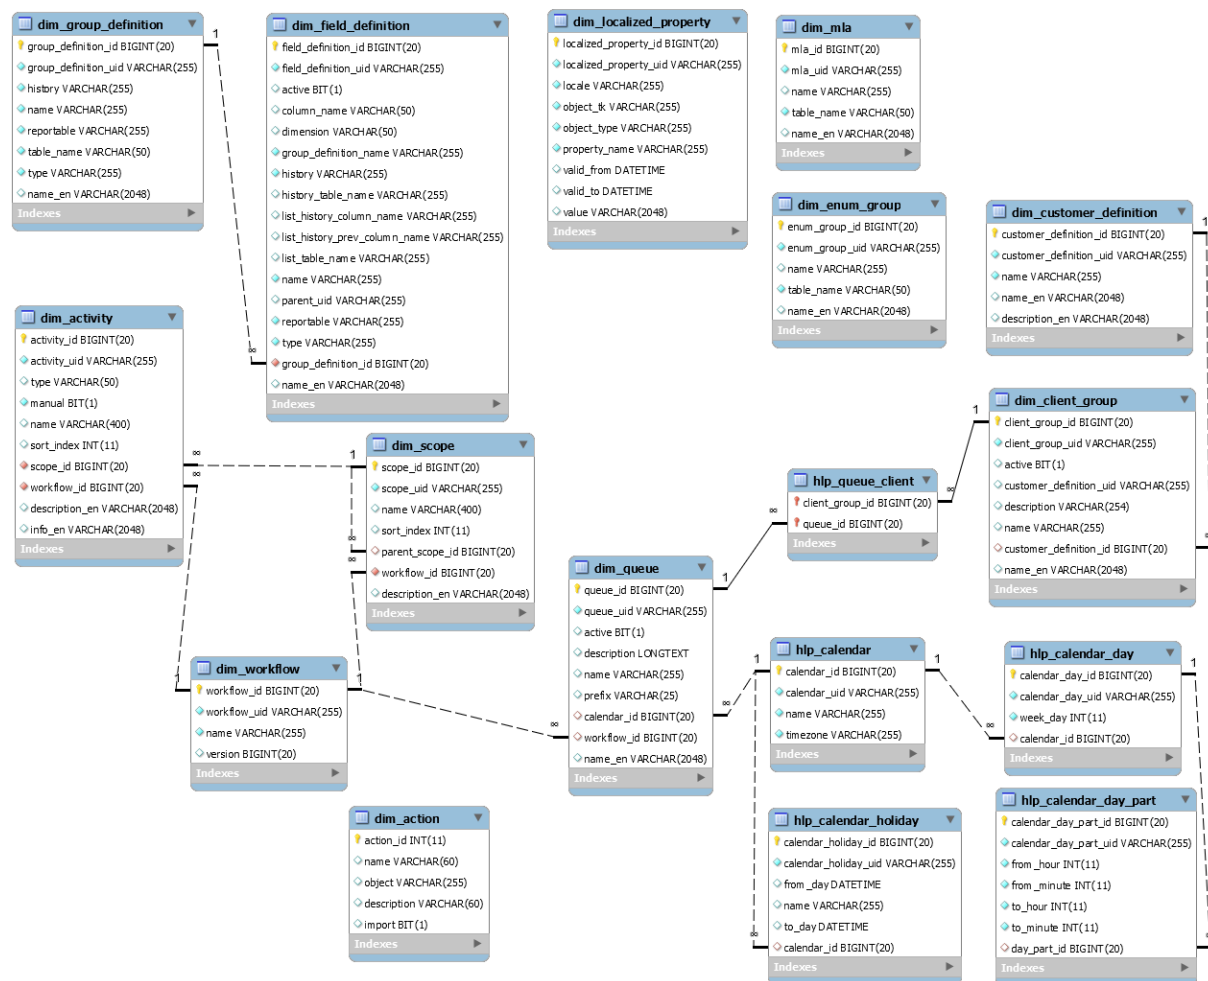 dim_group_definition
group_definition_id BIGINT(20)
group_definition_uid VARCHAR(255)
history VARCHAR(255)
name VARCHAR(255)
reportable VARCHAR(255)
table_name VARCHAR(50)
type VARCHAR(255)
name_en VARCHAR(2048)
Indexes
1
dim_field_definition
field_definition_id BIGINT(20)
field_definition_uid VARCHAR(255)
active BIT(1)
column_name VARCHAR(50)
dimension VARCHAR(50)
group_definition_name VARCHAR(255)
history VARCHAR(255)
history_table_name VARCHAR(255)
list_history_column_name VARCHAR(255)
list_history_prev_column_name VARCHAR(255)
list_table_name VARCHAR(255)
name VARCHAR(255)
parent_uid VARCHAR(255)
reportable VARCHAR(255)
type VARCHAR(255)
∞
group_definition_id BIGINT(20)
name_en VARCHAR(2048)
Indexes
dim_localized_property
localized_property_id BIGINT(20)
localized_property_uid VARCHAR(255)
locale VARCHAR(255)
object_tk VARCHAR(255)
object_type VARCHAR(255)
property_name VARCHAR(255)
valid_from DATETIME
valid_to DATETIME
value VARCHAR(2048)
Indexes
dim_mla
mla_id BIGINT(20)
mla_uid VARCHAR(255)
name VARCHAR(255)
table_name VARCHAR(50)
name_en VARCHAR(2048)
Indexes
dim_enum_group
enum_group_id BIGINT(20)
enum_group_uid VARCHAR(255)
name VARCHAR(255)
table_name VARCHAR(50)
name_en VARCHAR(2048)
Indexes
dim_customer_definition
customer_definition_id BIGINT(20)
customer_definition_uid VARCHAR(255)
name VARCHAR(255)
name_en VARCHAR(2048)
description_en VARCHAR(2048)
Indexes
1
dim_activity
activity_id BIGINT(20)
activity_uid VARCHAR(255)
type VARCHAR(50)
manual BIT(1)
name VARCHAR(400)
sort_index INT(11)
scope_id BIGINT(20)
workflow_id BIGINT(20)
description_en VARCHAR(2048)
info_en VARCHAR(2048)
Indexes
∞
∞
dim_scope
1
scope_id BIGINT(20)
scope_uid VARCHAR(255)
name VARCHAR(400)
sort_index INT(11)
∞
parent_scope_id BIGINT(20)
∞
workflow_id BIGINT(20)
description_en VARCHAR(2048)
Indexes
dim_client_group
1
client_group_id BIGINT(20)
client_group_uid VARCHAR(255)
active BIT(1)
customer_definition_uid VARCHAR(255)
description VARCHAR(254)
name VARCHAR(255)
customer_definition_id BIGINT(20)
∞
name_en VARCHAR(2048)
Indexes
hlp_queue_client
client_group_id BIGINT(20)
∞
∞
queue_id BIGINT(20)
Indexes
dim_queue
queue_id BIGINT(20)
1
queue_uid VARCHAR(255)
active BIT(1)
description LONGTEXT
name VARCHAR(255)
prefix VARCHAR(25)
calendar_id BIGINT(20)
∞
∞
workflow_id BIGINT(20)
name_en VARCHAR(2048)
Indexes
dim_workflow
1
workflow_id BIGINT(20)
1
workflow_uid VARCHAR(255)
name VARCHAR(255)
version BIGINT(20)
Indexes
hlp_calendar
1
calendar_id BIGINT(20)
1
calendar_uid VARCHAR(255)
name VARCHAR(255)
timezone VARCHAR(255)
Indexes
hlp_calendar_day
calendar_day_id BIGINT(20)
1
calendar_day_uid VARCHAR(255)
week_day INT(11)
∞
calendar_id BIGINT(20)
Indexes
dim_action
action_id INT(11)
name VARCHAR(60)
object VARCHAR(255)
description VARCHAR(60)
import BIT(1)
Indexes
hlp_calendar_holiday
calendar_holiday_id BIGINT(20)
calendar_holiday_uid VARCHAR(255)
from_day DATETIME
name VARCHAR(255)
to_day DATETIME
∞
calendar_id BIGINT(20)
Indexes
hlp_calendar_day_part
calendar_day_part_id BIGINT(20)
calendar_day_part_uid VARCHAR(255)
from_hour INT(11)
from_minute INT(11)
to_hour INT(11)
to_minute INT(11)
day_part_id BIGINT(20)
∞
Indexes